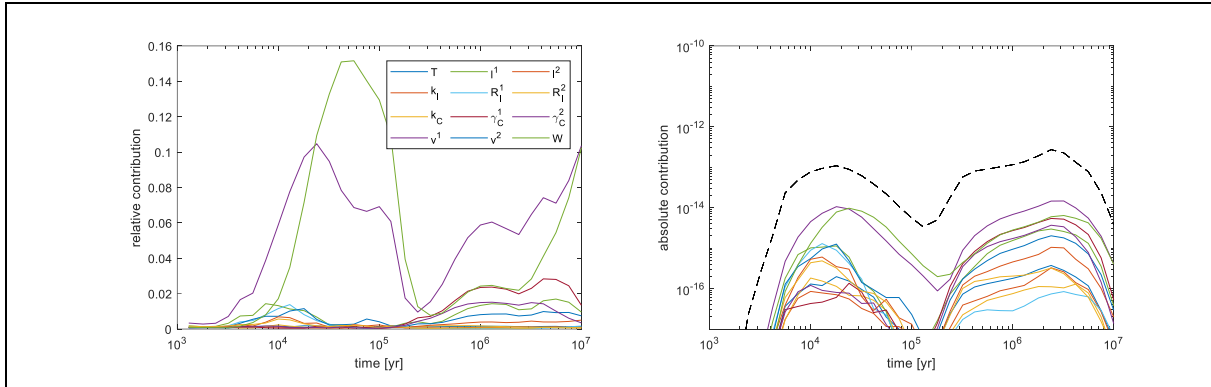 0.16
0.14
0.12
0.1
0.08
0.06
0.04
0.02
0
relative contribution
10³ 10⁴ 10⁵ 10⁶ 10⁷
time [yr]
T I¹ I²
k_I R_I¹ R_I²
k_C γ_C¹ γ_C²
v¹ v² W
10⁻¹⁰
10⁻¹²
10⁻¹⁴
10⁻¹⁶
absolute contribution
10³ 10⁴ 10⁵ 10⁶ 10⁷
time [yr]